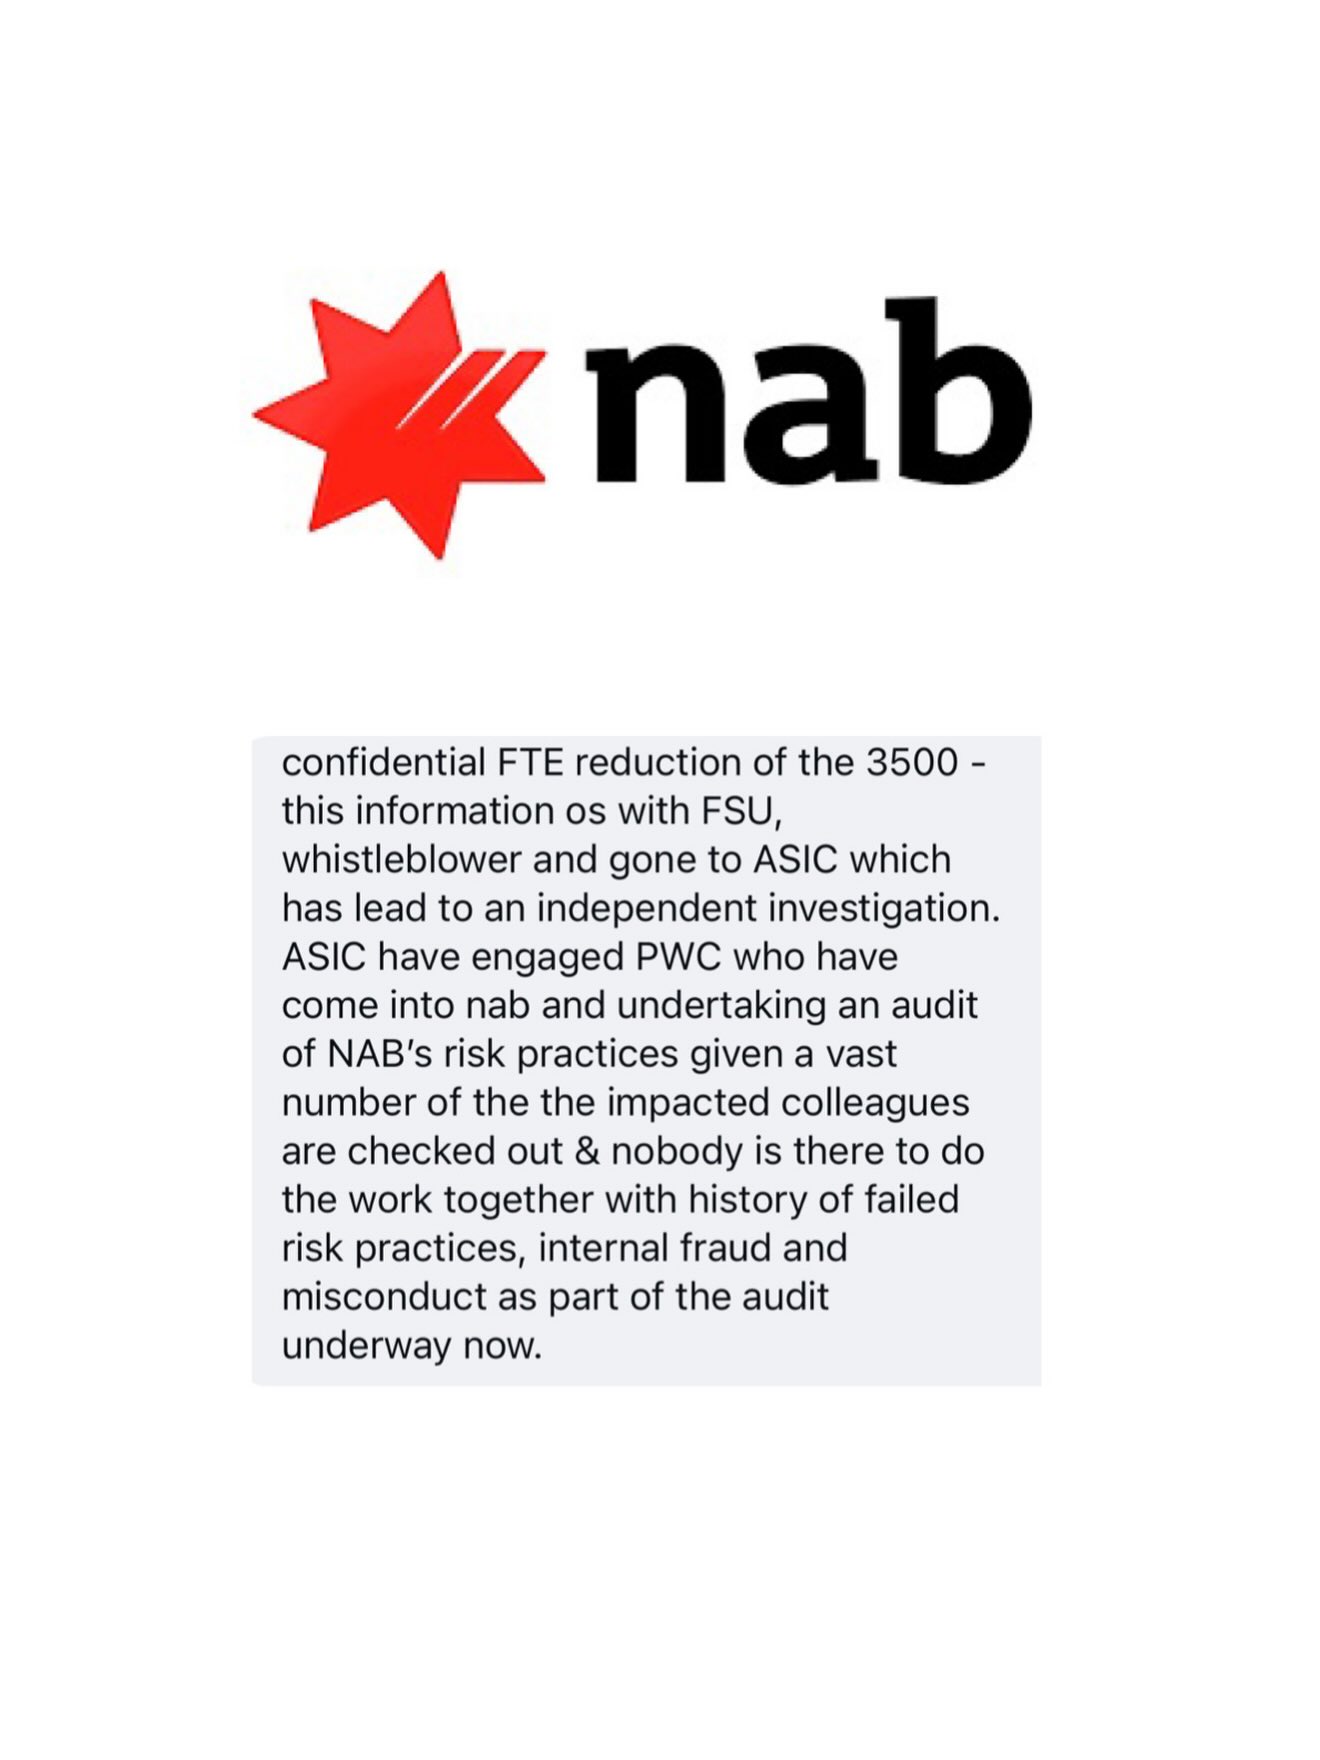 nab
confidential FTE reduction of the 3500 -
this information os with FSU,
whistleblower and gone to ASIC which
has lead to an independent investigation.
ASIC have engaged PWC who have
come into nab and undertaking an audit
of NAB’s risk practices given a vast
number of the the impacted colleagues
are checked out & nobody is there to do
the work together with history of failed
risk practices, internal fraud and
misconduct as part of the audit
underway now.